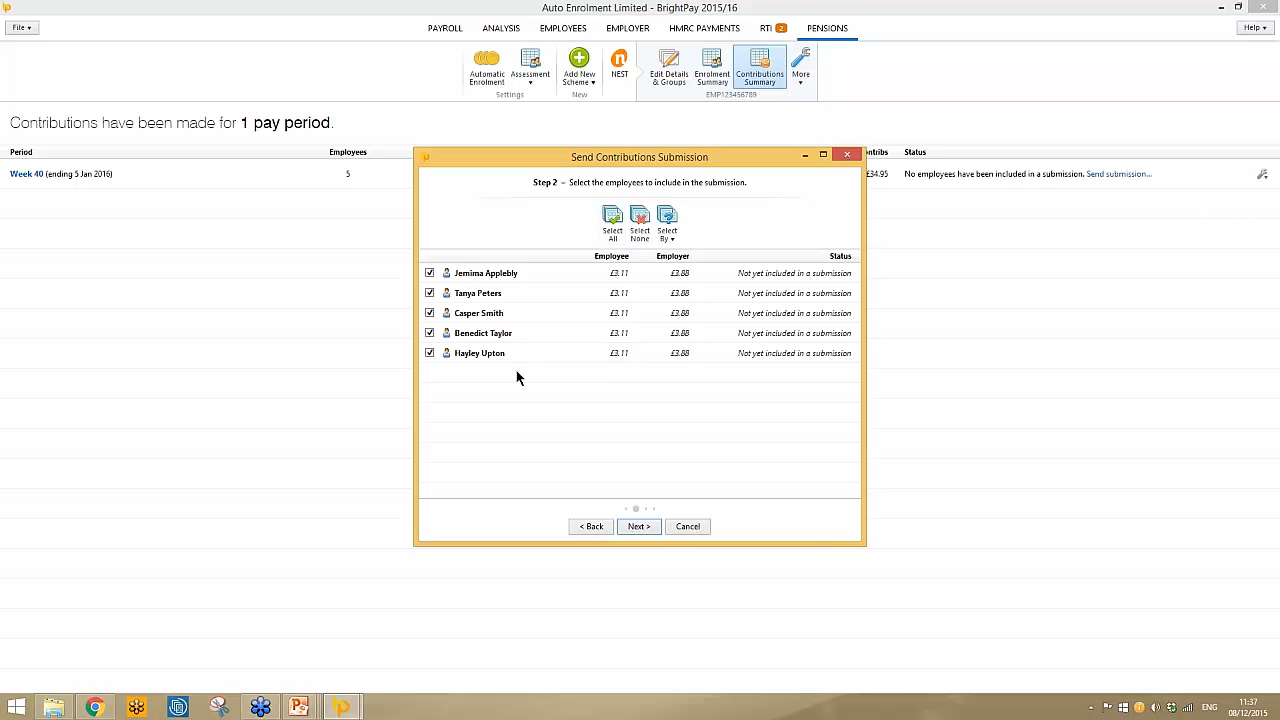 Auto Enrolment Limited - BrightPay 2015/16
File
PAYROLL ANALYSIS EMPLOYEES EMPLOYER HMRC PAYMENTS RTI 2 PENSIONS
Help
Automatic Enrolment
Assessment
Add New Scheme
n
NEST
Edit Details & Groups
Enrolment Summary
Contributions Summary
More
Settings New EMP123456789
Contributions have been made for 1 pay period.
Period Employees ntribs Status
Week 40 (ending 5 Jan 2016) 5 £34.95 No employees have been included in a submission. Send submission...
Send Contributions Submission
Step 2 – Select the employees to include in the submission.
Select All
Select None
Select By
Employee Employer Status
Jemima Applebly £3.11 £3.88 Not yet included in a submission
Tanya Peters £3.11 £3.88 Not yet included in a submission
Casper Smith £3.11 £3.88 Not yet included in a submission
Benedict Taylor £3.11 £3.88 Not yet included in a submission
Hayley Upton £3.11 £3.88 Not yet included in a submission
< Back Next > Cancel
ENG
11:37
08/12/2015